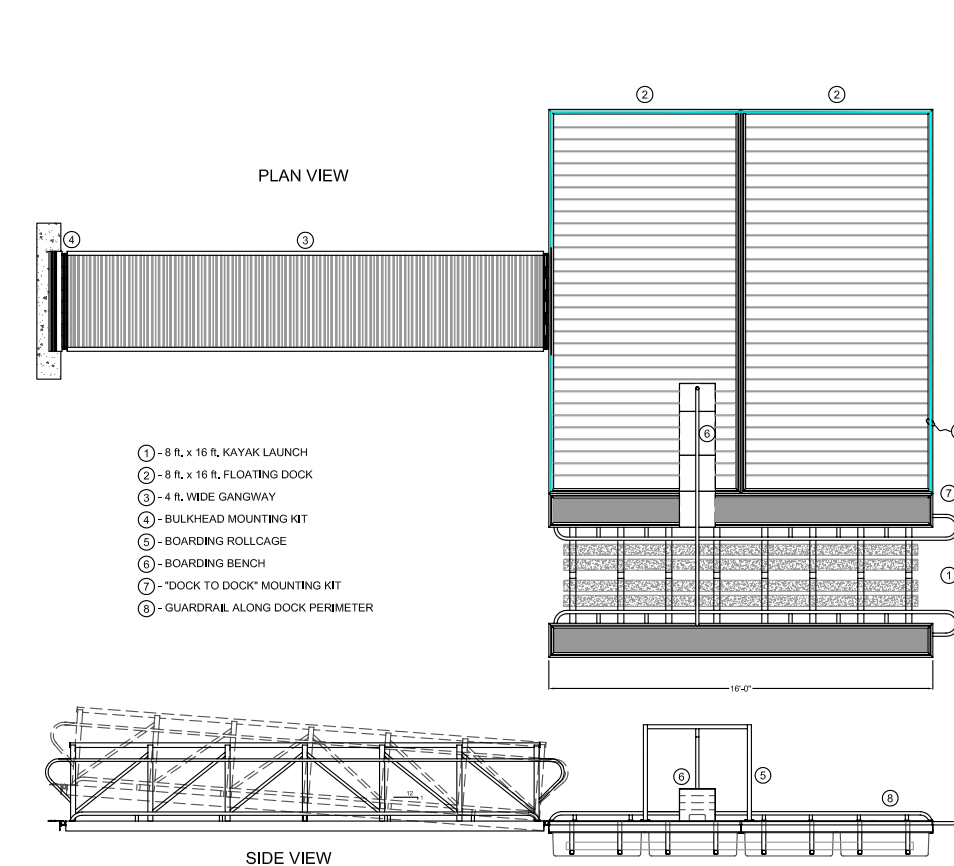 ② ②
PLAN VIEW
④ ③
⑥
① - 8 ft. x 16 ft. KAYAK LAUNCH
② - 8 ft. x 16 ft. FLOATING DOCK
③ - 4 ft. WIDE GANGWAY
④ - BULKHEAD MOUNTING KIT
⑤ - BOARDING ROLLCAGE
⑥ - BOARDING BENCH
⑦ - "DOCK TO DOCK" MOUNTING KIT
⑧ - GUARDRAIL ALONG DOCK PERIMETER
⑦
①
16'-0"
⑥ ⑤
⑧
12
1
SIDE VIEW